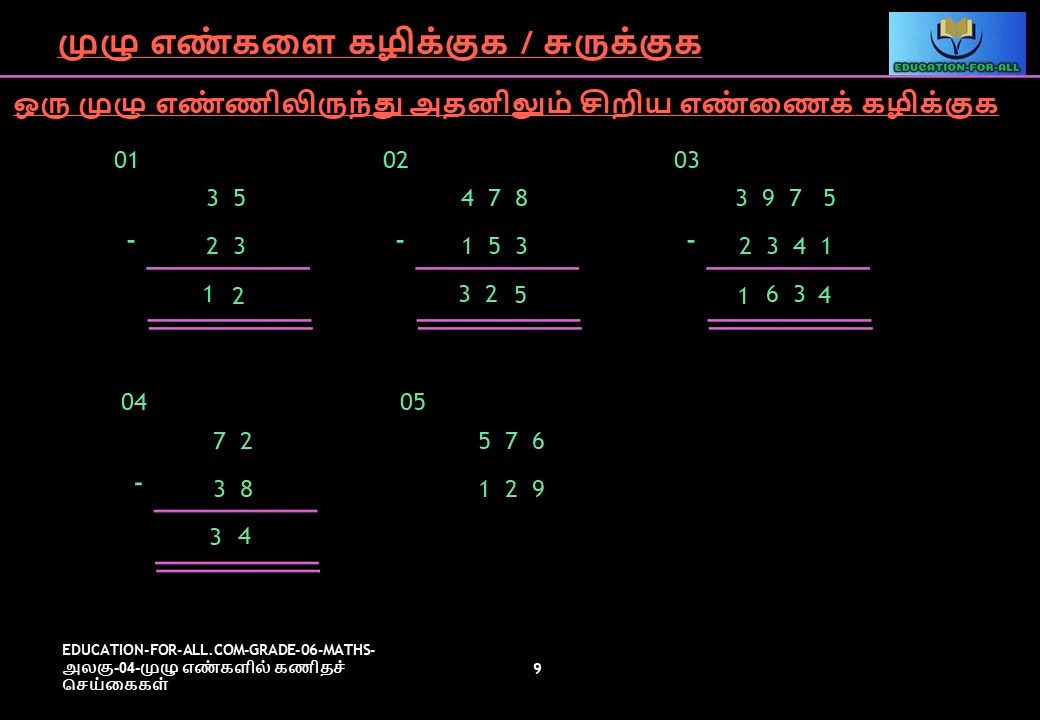 முழு எண்களை கழிக்குக / சுருக்குக
EDUCATION-FOR-ALL
ஒரு முழு எண்ணிலிருந்து அதனிலும் சிறிய எண்ணைக் கழிக்குக
01 02 03
3 5 4 7 8 3 9 7 5
- 2 3 - 1 5 3 - 2 3 4 1
1 2 3 2 5 1 6 3 4
04 05
7 2 5 7 6
- 3 8 1 2 9
3 4
EDUCATION-FOR-ALL.COM-GRADE-06-MATHS-
அலகு-04-முழு எண்களில் கணிதச்
செய்கைகள்
9